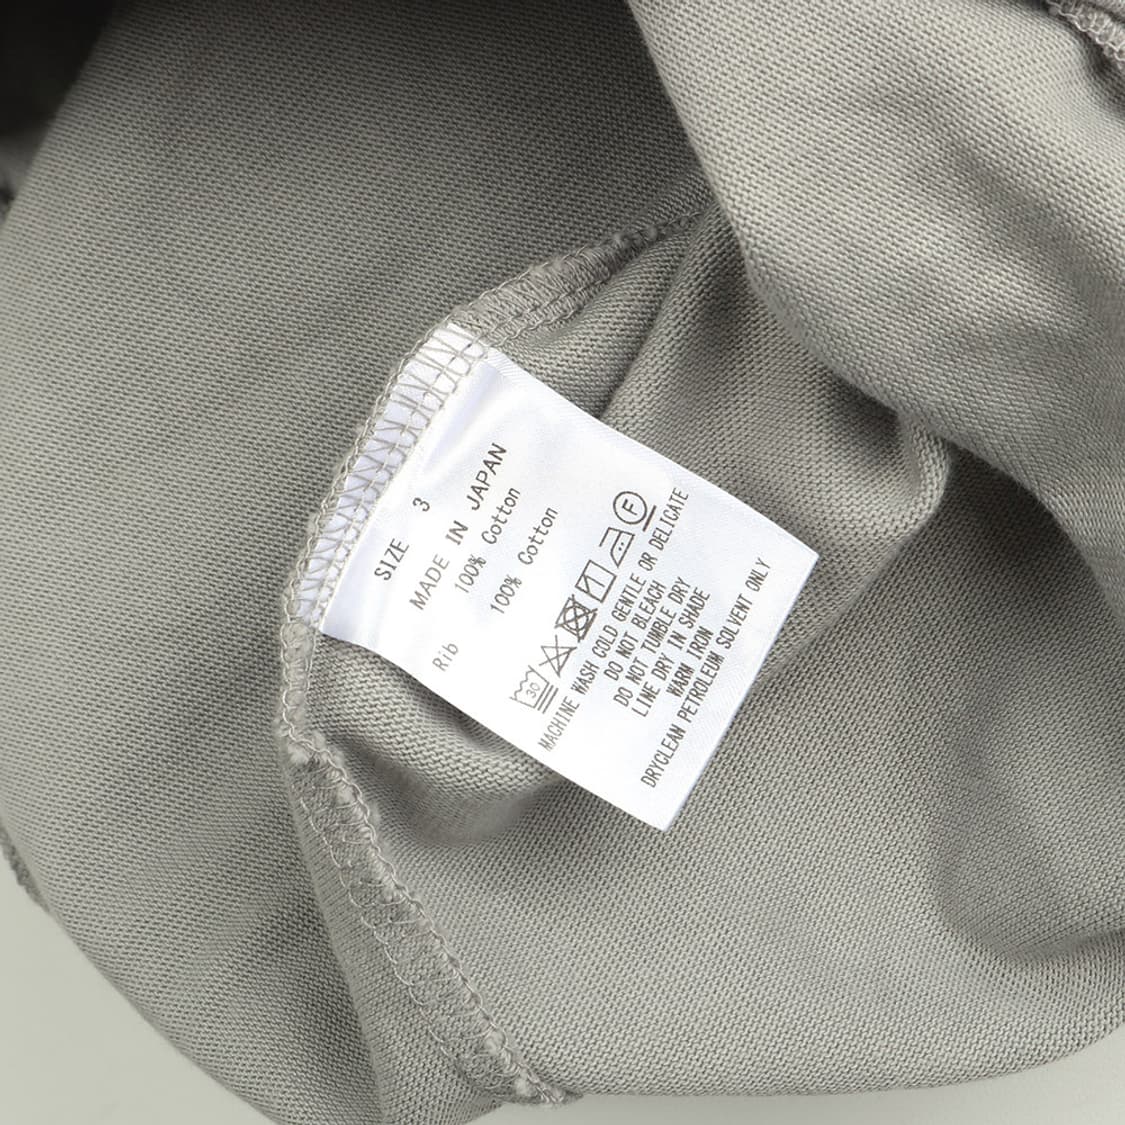 SIZE 3
MADE IN JAPAN
100% Cotton
Rib 100% Cotton
30 F
MACHINE WASH COLD GENTLE OR DELICATE
DO NOT BLEACH
DO NOT TUMBLE DRY
LINE DRY IN SHADE
WARM IRON
DRYCLEAN PETROLEUM SOLVENT ONLY